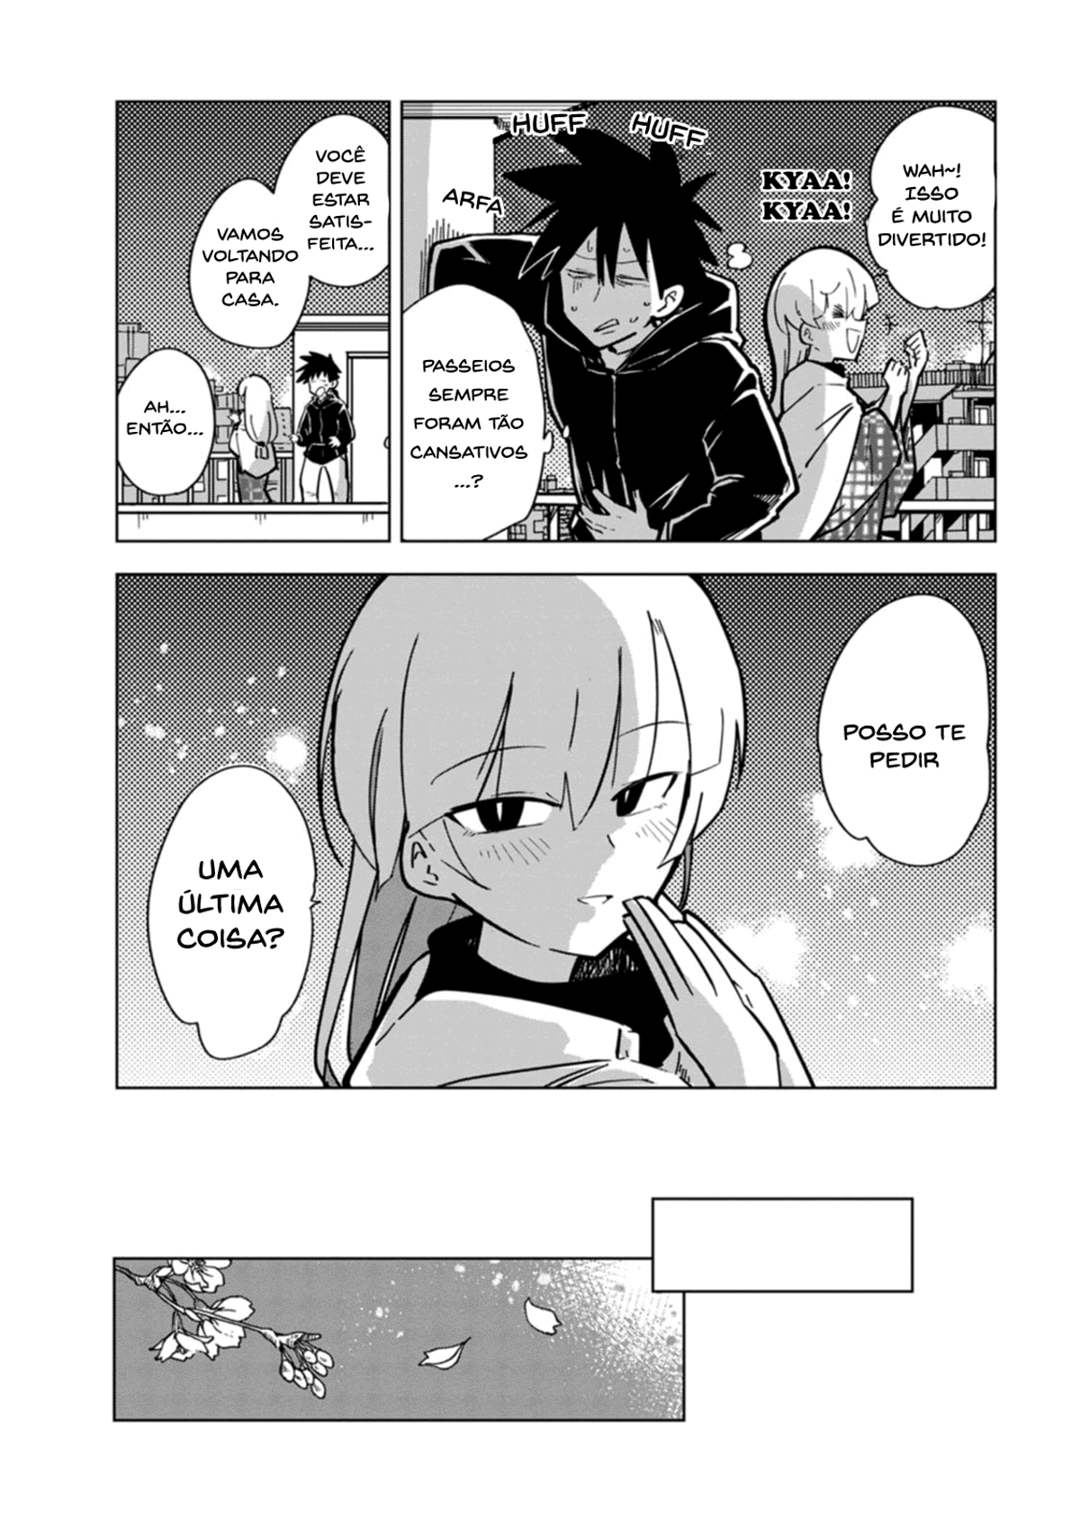 WAH~!
ISSO
É MUITO
DIVERTIDO!
KYAA!
KYAA!
HUFF
HUFF
ARFA
PASSEIOS
SEMPRE
FORAM TÃO
CANSATIVOS
...?
VOCÊ
DEVE
ESTAR
SATIS-
FEITA...
VAMOS
VOLTANDO
PARA
CASA.
AH...
ENTÃO...
POSSO TE
PEDIR
UMA
ÚLTIMA
COISA?